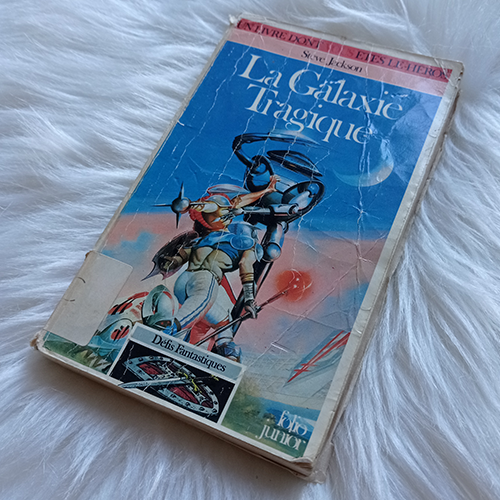 UN LIVRE DONT VOUS ÊTES LE HÉROS
Steve Jackson
La Galaxie
Tragique
Défis Fantastiques
folio
junior